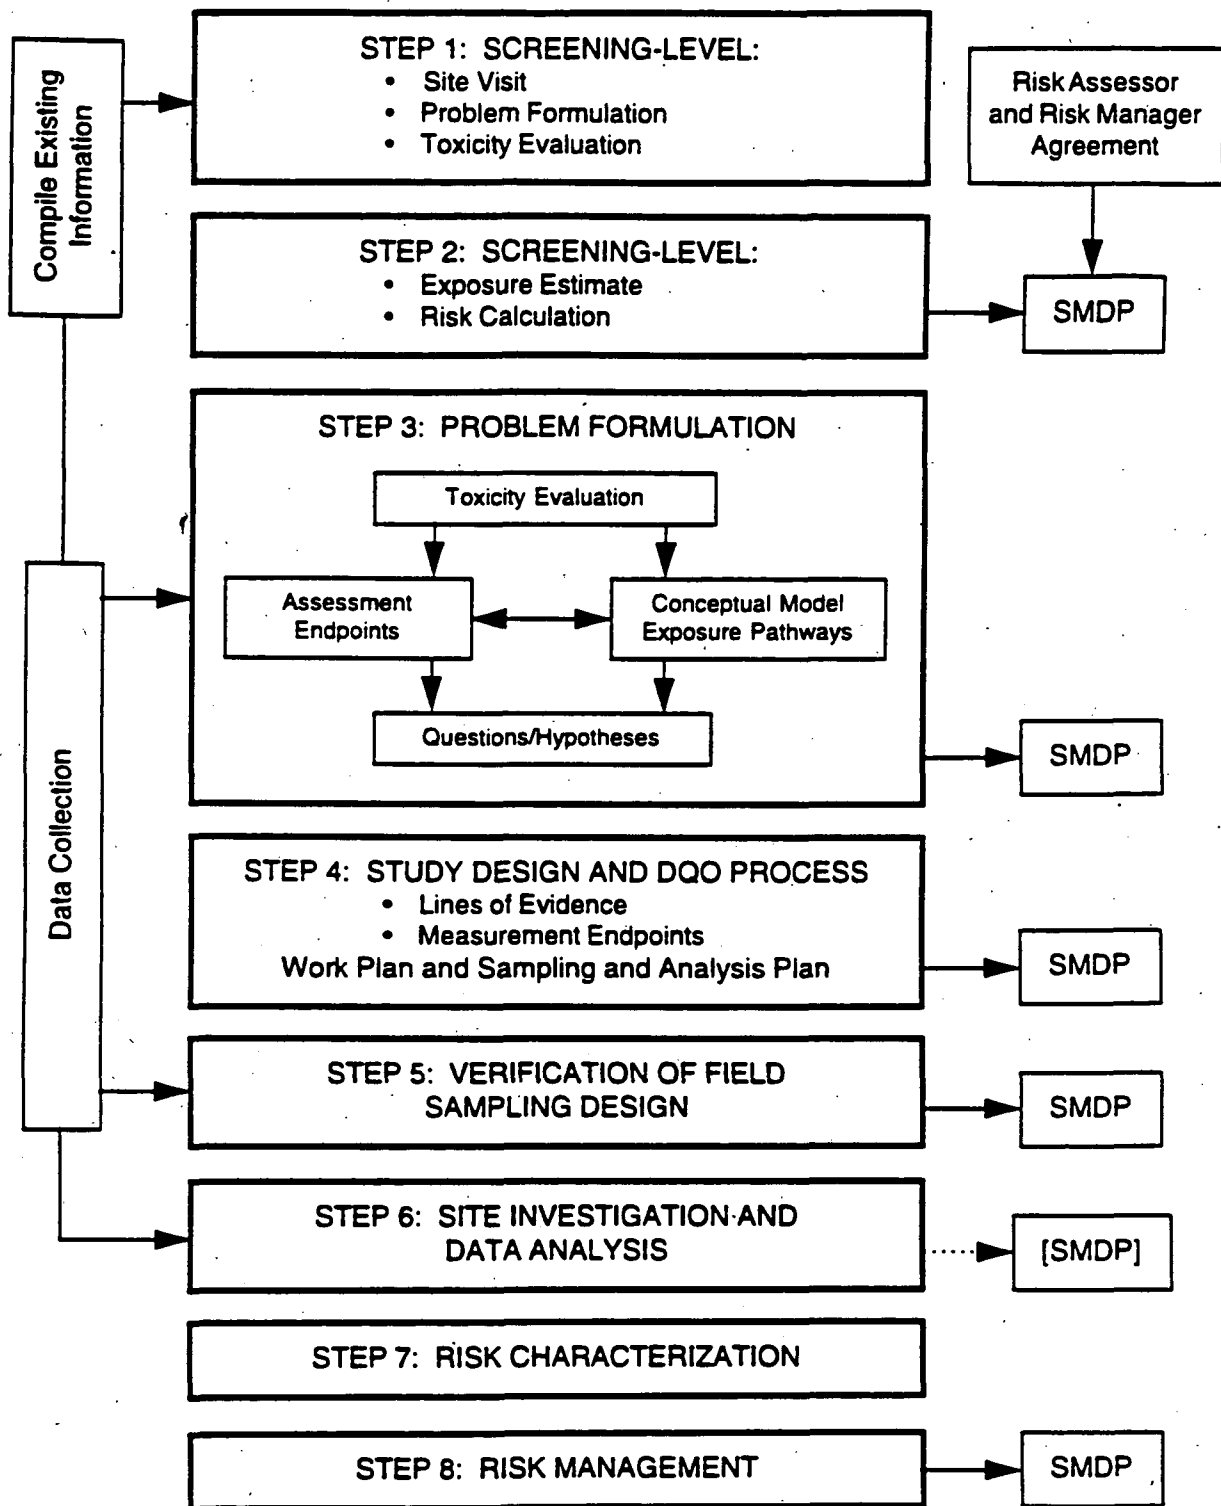 Compile Existing
Information
STEP 1: SCREENING-LEVEL:
• Site Visit
• Problem Formulation
• Toxicity Evaluation
Risk Assessor
and Risk Manager
Agreement
STEP 2: SCREENING-LEVEL:
• Exposure Estimate
• Risk Calculation
SMDP
Data Collection
STEP 3: PROBLEM FORMULATION
Toxicity Evaluation
Assessment
Endpoints
Conceptual Model
Exposure Pathways
Questions/Hypotheses
SMDP
STEP 4: STUDY DESIGN AND DQO PROCESS
• Lines of Evidence
• Measurement Endpoints
Work Plan and Sampling and Analysis Plan
SMDP
STEP 5: VERIFICATION OF FIELD
SAMPLING DESIGN
SMDP
STEP 6: SITE INVESTIGATION AND
DATA ANALYSIS
[SMDP]
STEP 7: RISK CHARACTERIZATION
STEP 8: RISK MANAGEMENT
SMDP